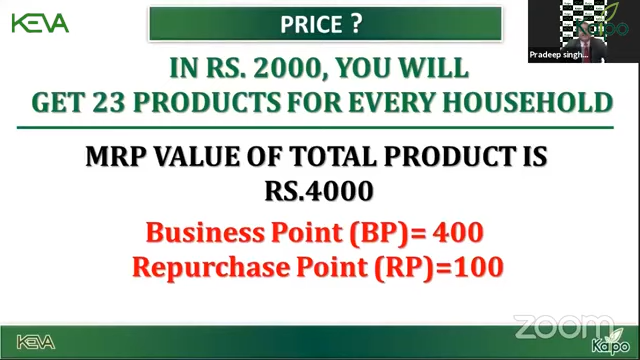 KEVA
PRICE ?
Kapo
Pradeep singh...
IN RS. 2000, YOU WILL
GET 23 PRODUCTS FOR EVERY HOUSEHOLD
MRP VALUE OF TOTAL PRODUCT IS
RS.4000
Business Point (BP)= 400
Repurchase Point (RP)=100
zoom
KEVA
Kapo